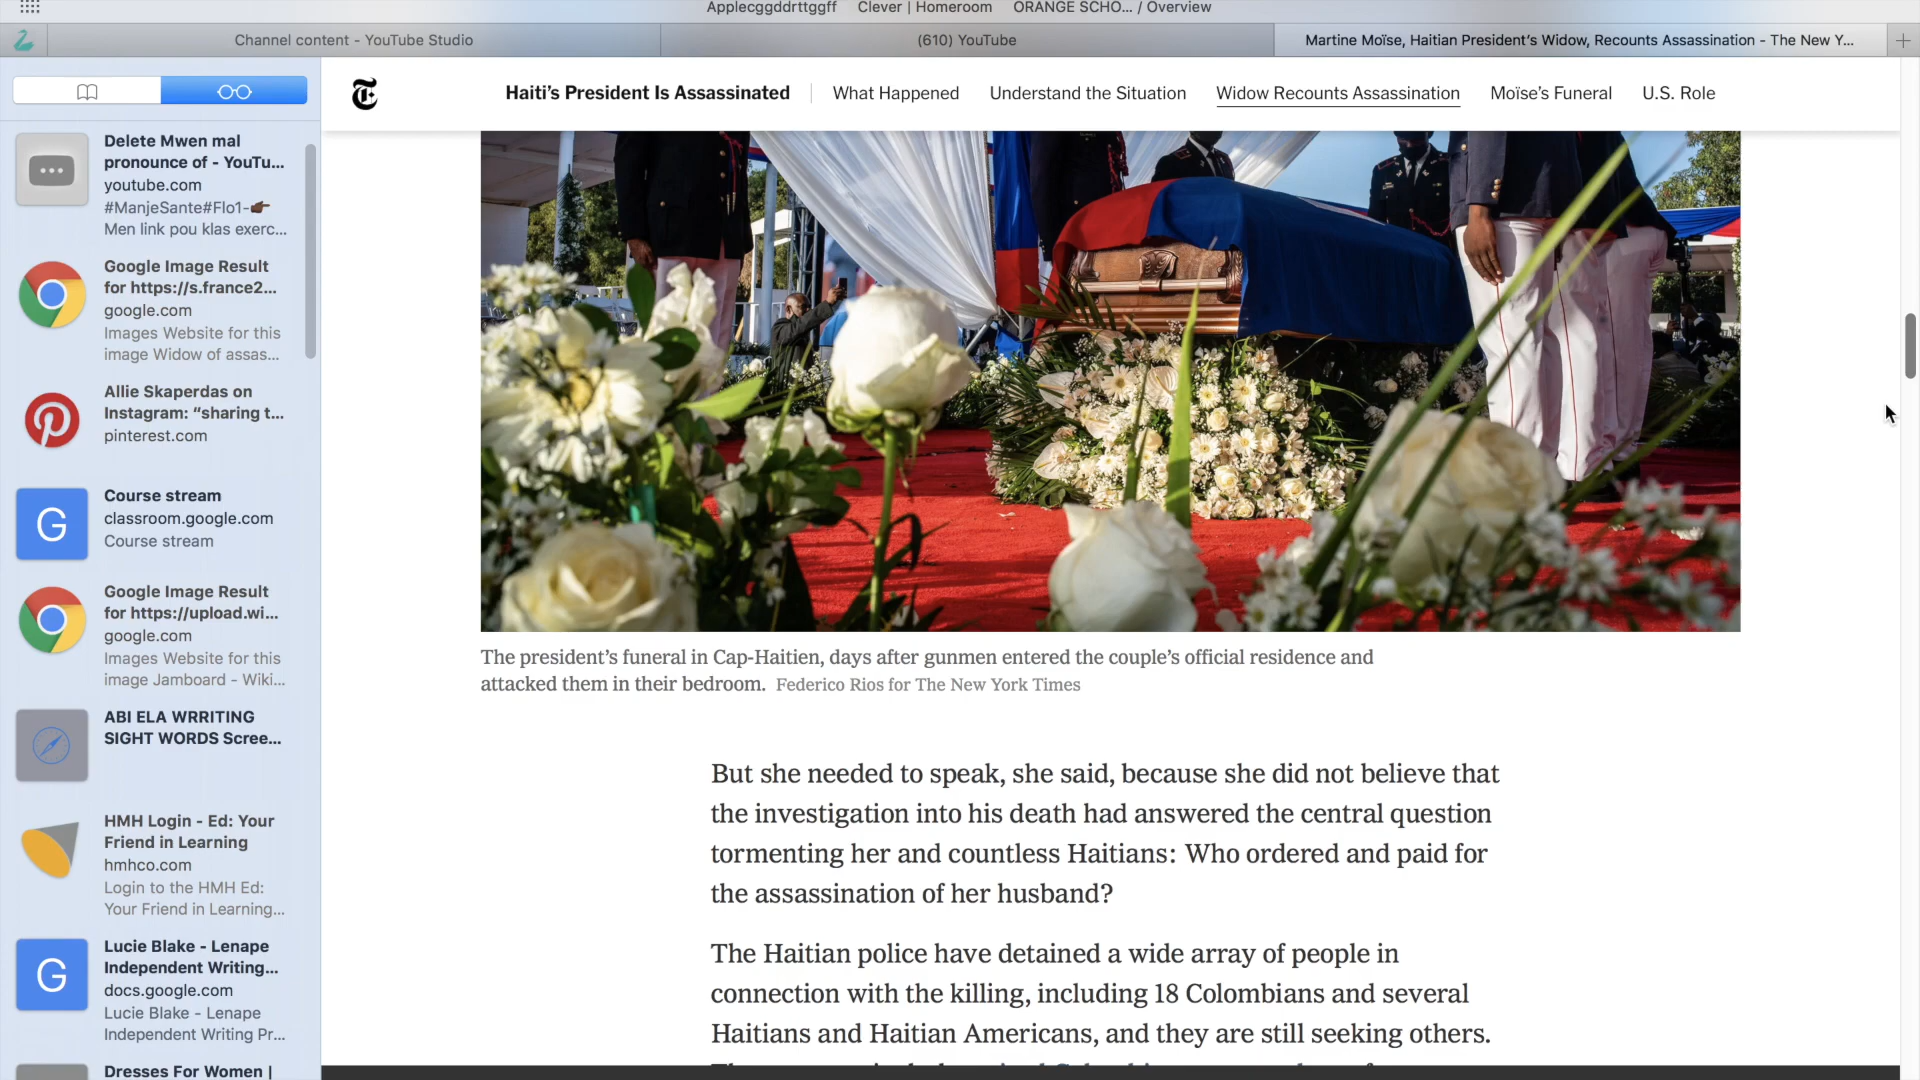 Applecggddrttggff Clever | Homeroom ORANGE SCHO... / Overview
Channel content - YouTube Studio
(610) YouTube
Martine Moïse, Haitian President's Widow, Recounts Assassination - The New Y...
Haiti's President Is Assassinated
What Happened
Understand the Situation
Widow Recounts Assassination
Moïse's Funeral
U.S. Role
Delete Mwen mal
pronounce of - YouTu...
youtube.com
#ManjeSante#Flo1-👉🏿
Men link pou klas exerc...
Google Image Result
for https://s.france2...
google.com
Images Website for this
image Widow of assas...
Allie Skaperdas on
Instagram: “sharing t...
pinterest.com
G
Course stream
classroom.google.com
Course stream
Google Image Result
for https://upload.wi...
google.com
Images Website for this
image Jamboard - Wiki...
ABI ELA WRRITING
SIGHT WORDS Scree...
HMH Login - Ed: Your
Friend in Learning
hmhco.com
Login to the HMH Ed:
Your Friend in Learning...
G
Lucie Blake - Lenape
Independent Writing...
docs.google.com
Lucie Blake - Lenape
Independent Writing Pr...
Dresses For Women |
The president's funeral in Cap-Haitien, days after gunmen entered the couple's official residence and
attacked them in their bedroom. Federico Rios for The New York Times
But she needed to speak, she said, because she did not believe that
the investigation into his death had answered the central question
tormenting her and countless Haitians: Who ordered and paid for
the assassination of her husband?
The Haitian police have detained a wide array of people in
connection with the killing, including 18 Colombians and several
Haitians and Haitian Americans, and they are still seeking others.